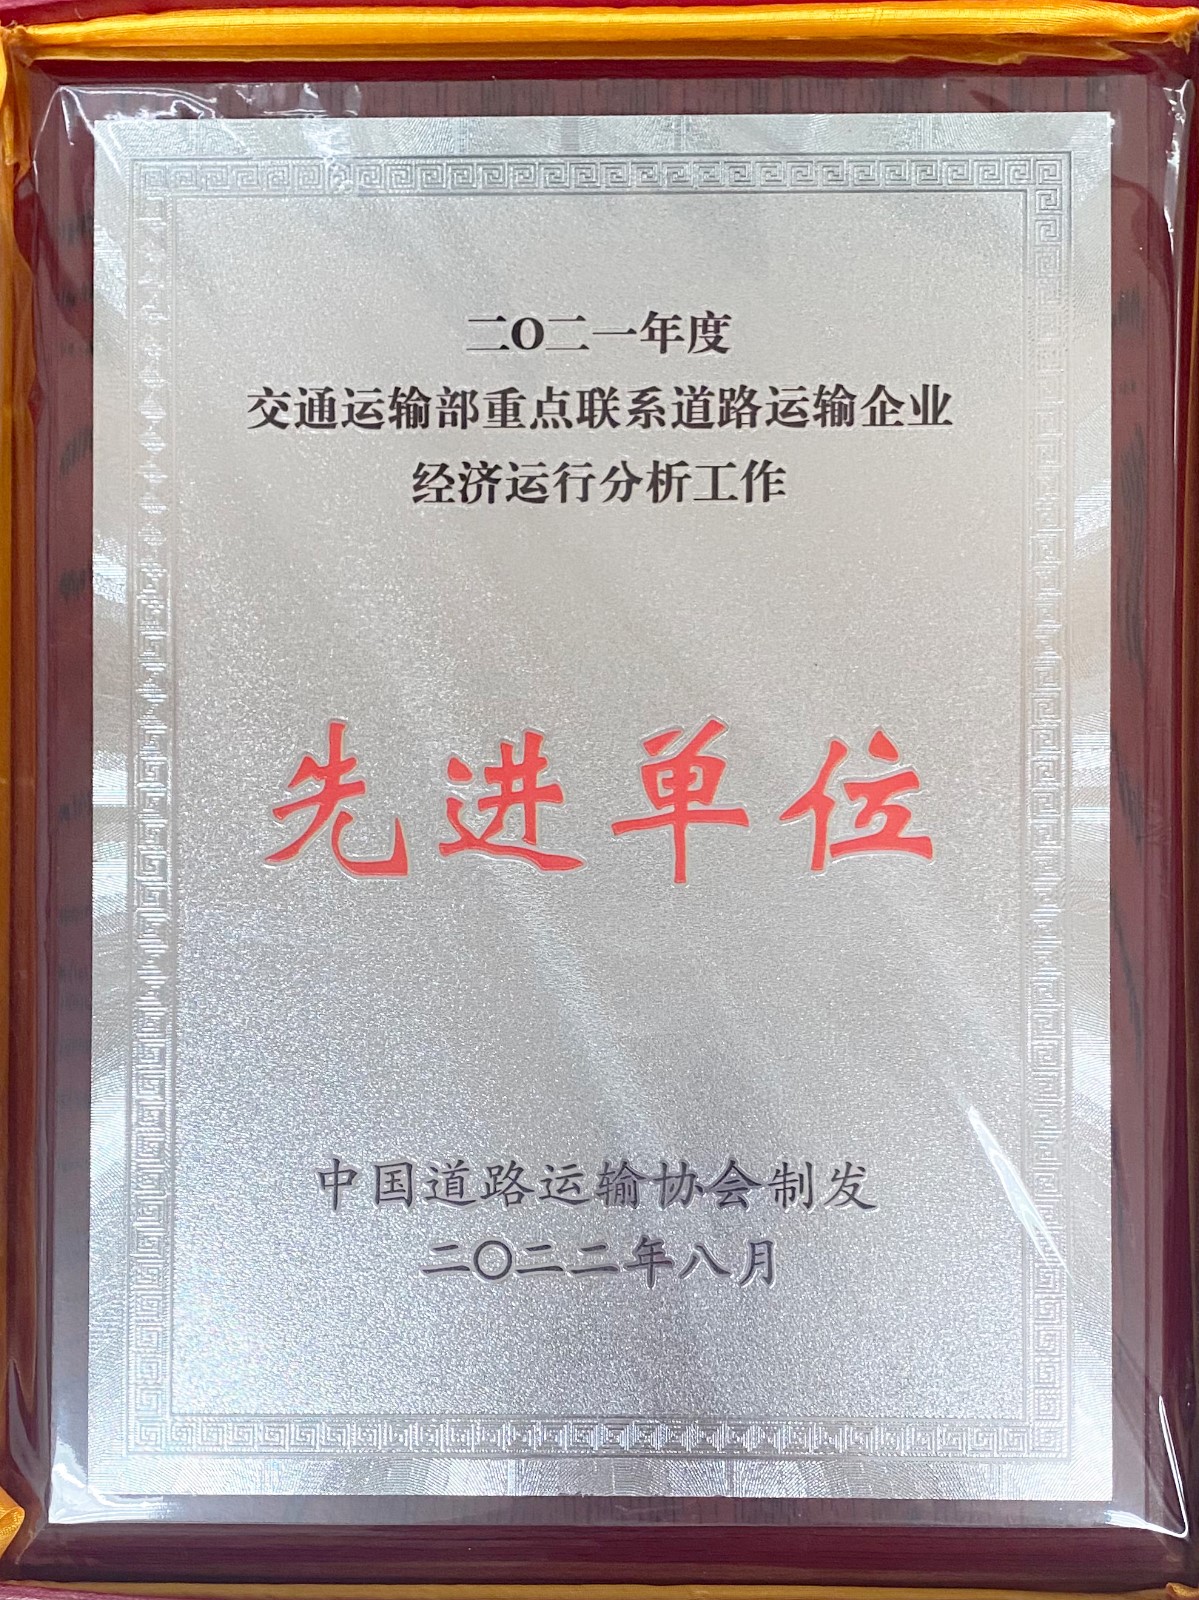 二〇二一年度
交通运输部重点联系道路运输企业
经济运行分析工作
先进单位
中国道路运输协会制发
二〇二二年八月